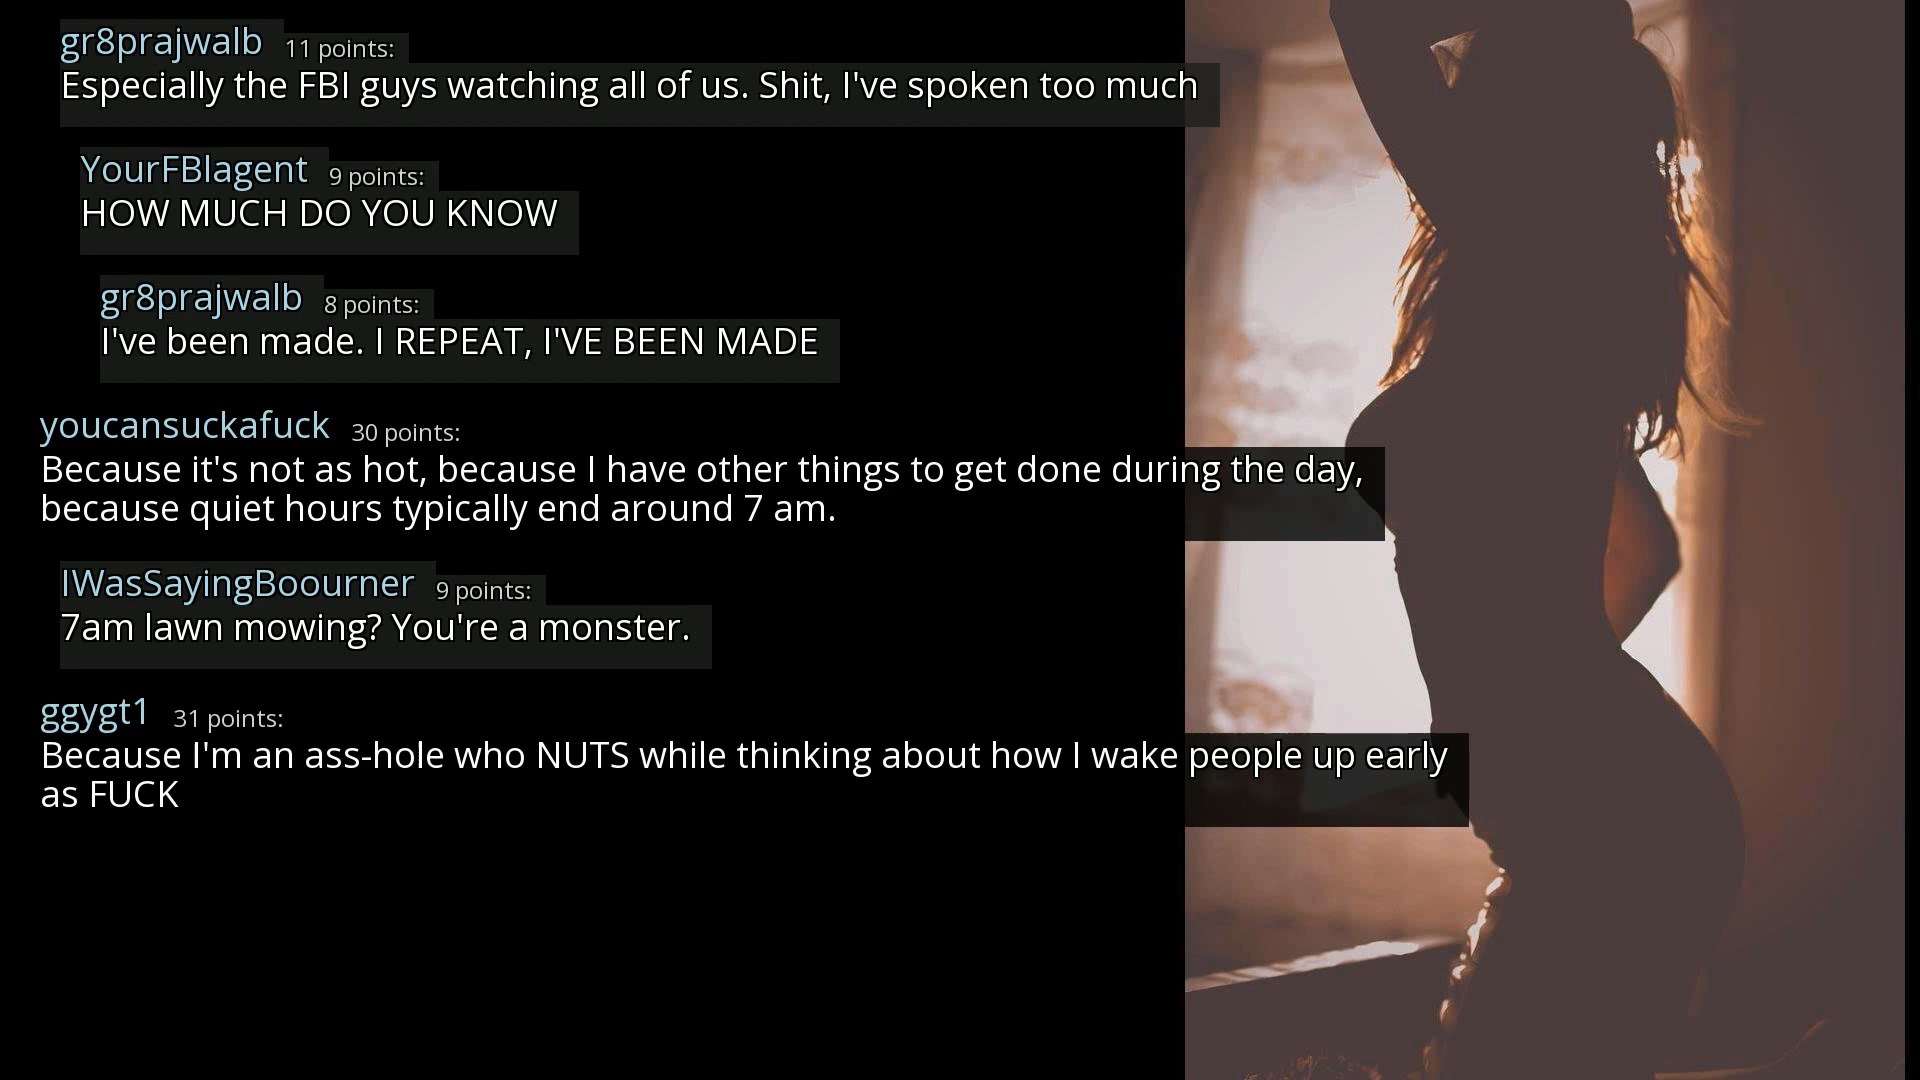 gr8prajwalb 11 points:
Especially the FBI guys watching all of us. Shit, I've spoken too much
YourFBIagent 9 points:
HOW MUCH DO YOU KNOW
gr8prajwalb 8 points:
I've been made. I REPEAT, I'VE BEEN MADE
youcansuckafuck 30 points:
Because it's not as hot, because I have other things to get done during the day,
because quiet hours typically end around 7 am.
IWasSayingBoourner 9 points:
7am lawn mowing? You're a monster.
ggygt1 31 points:
Because I'm an ass-hole who NUTS while thinking about how I wake people up early
as FUCK